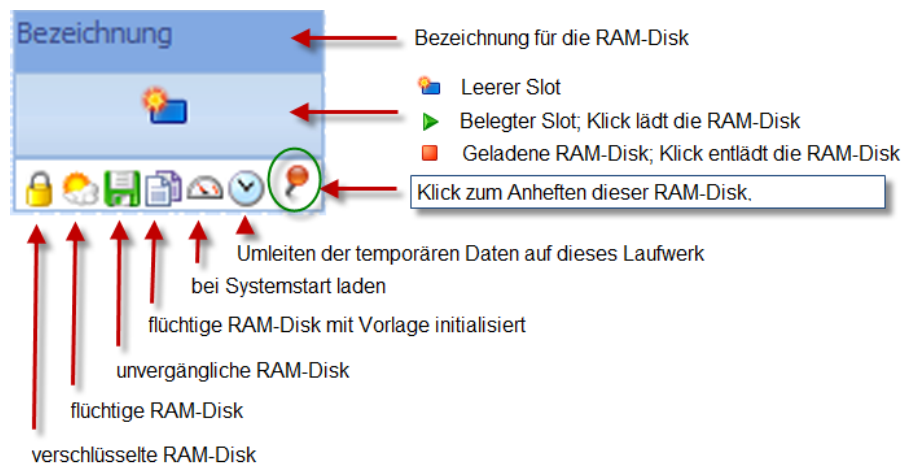 Bezeichnung
Bezeichnung für die RAM-Disk
Leerer Slot
Belegter Slot; Klick lädt die RAM-Disk
Geladene RAM-Disk; Klick entlädt die RAM-Disk
Klick zum Anheften dieser RAM-Disk.
Umleiten der temporären Daten auf dieses Laufwerk
bei Systemstart laden
flüchtige RAM-Disk mit Vorlage initialisiert
unvergängliche RAM-Disk
flüchtige RAM-Disk
verschlüsselte RAM-Disk